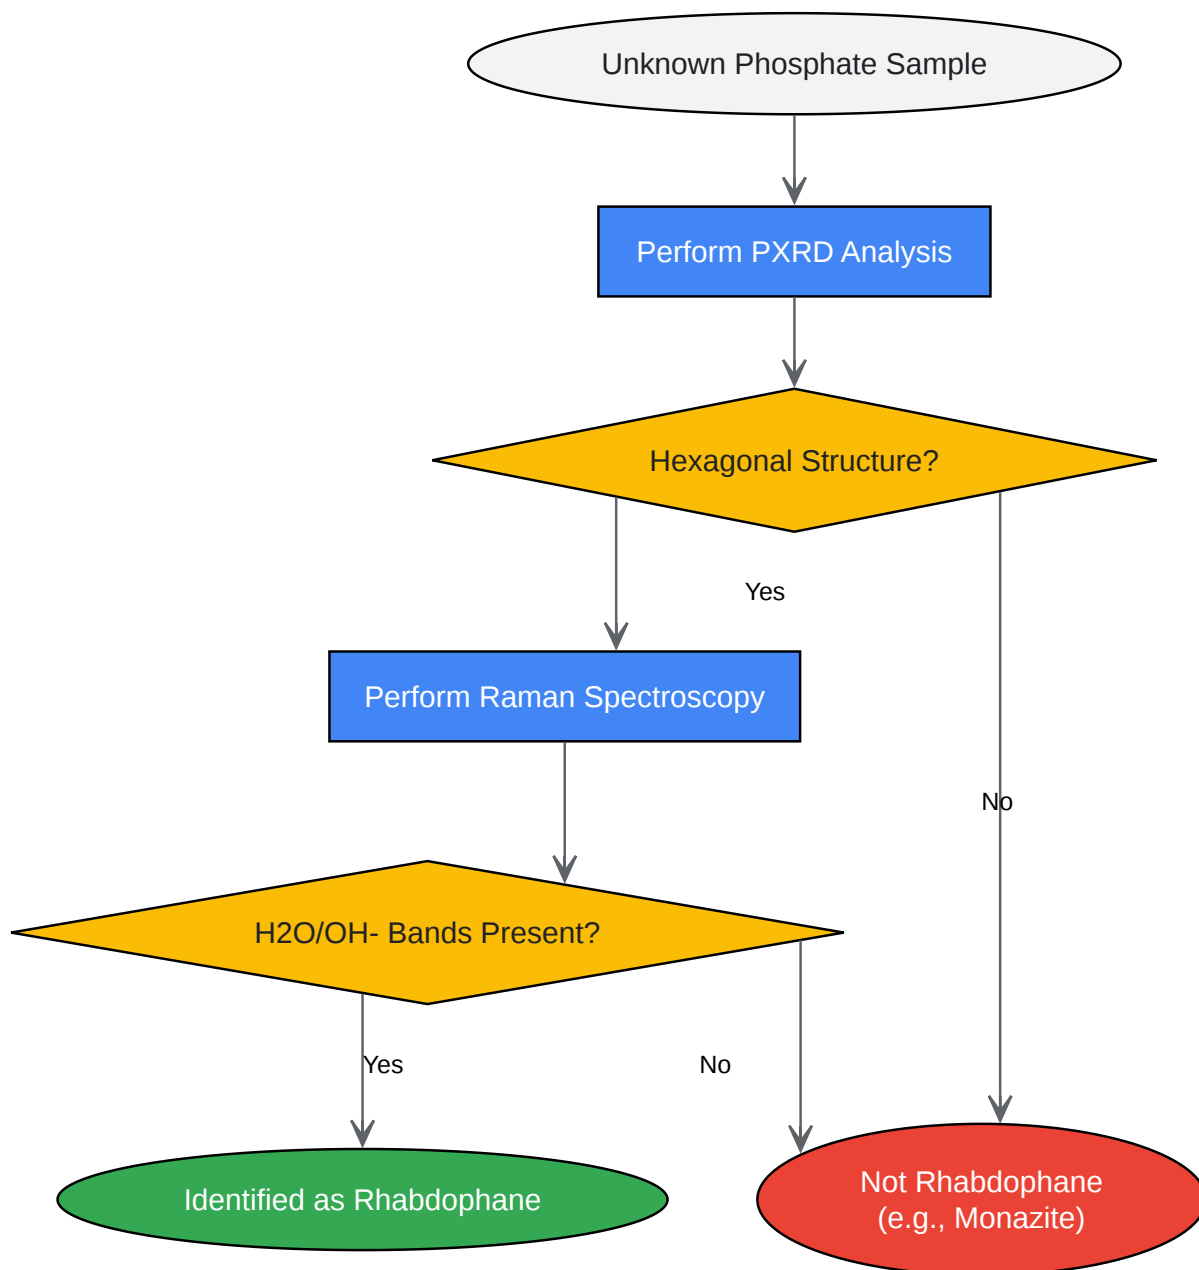 Unknown Phosphate Sample
Perform PXRD Analysis
Hexagonal Structure?
Yes
Perform Raman Spectroscopy
No
H2O/OH- Bands Present?
Yes
No
Identified as Rhabdophane
Not Rhabdophane
(e.g., Monazite)